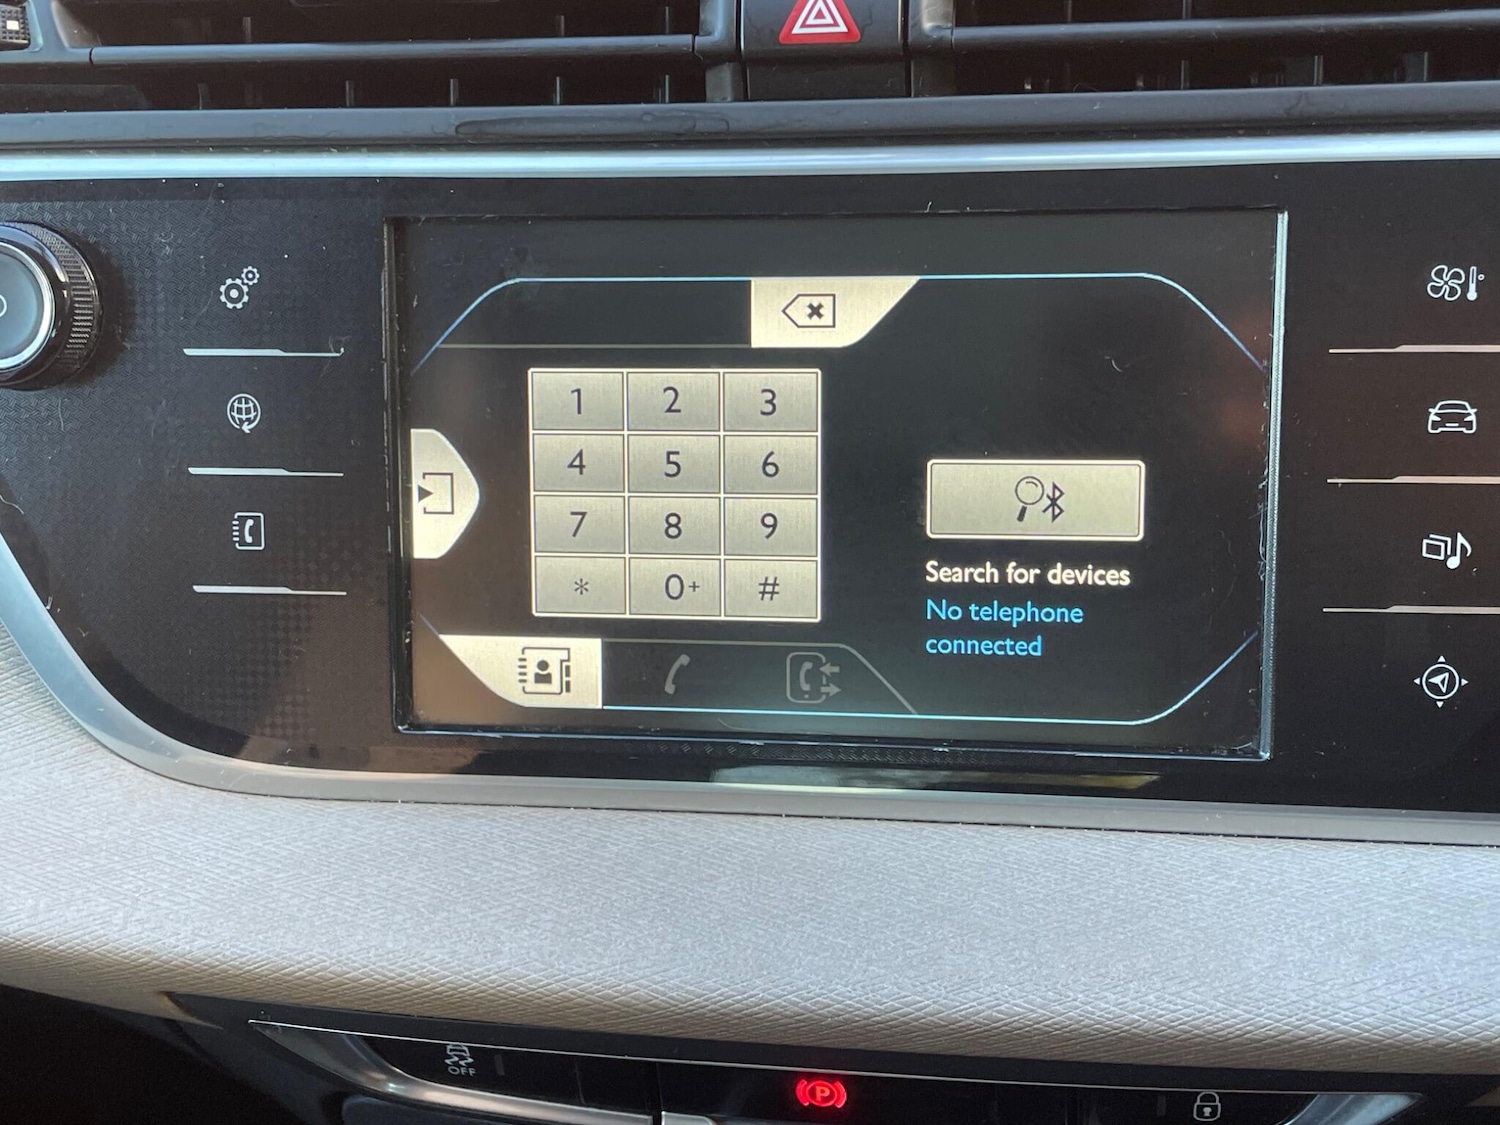 1 2 3
4 5 6
7 8 9
* 0+ #
Search for devices
No telephone
connected
OFF
P